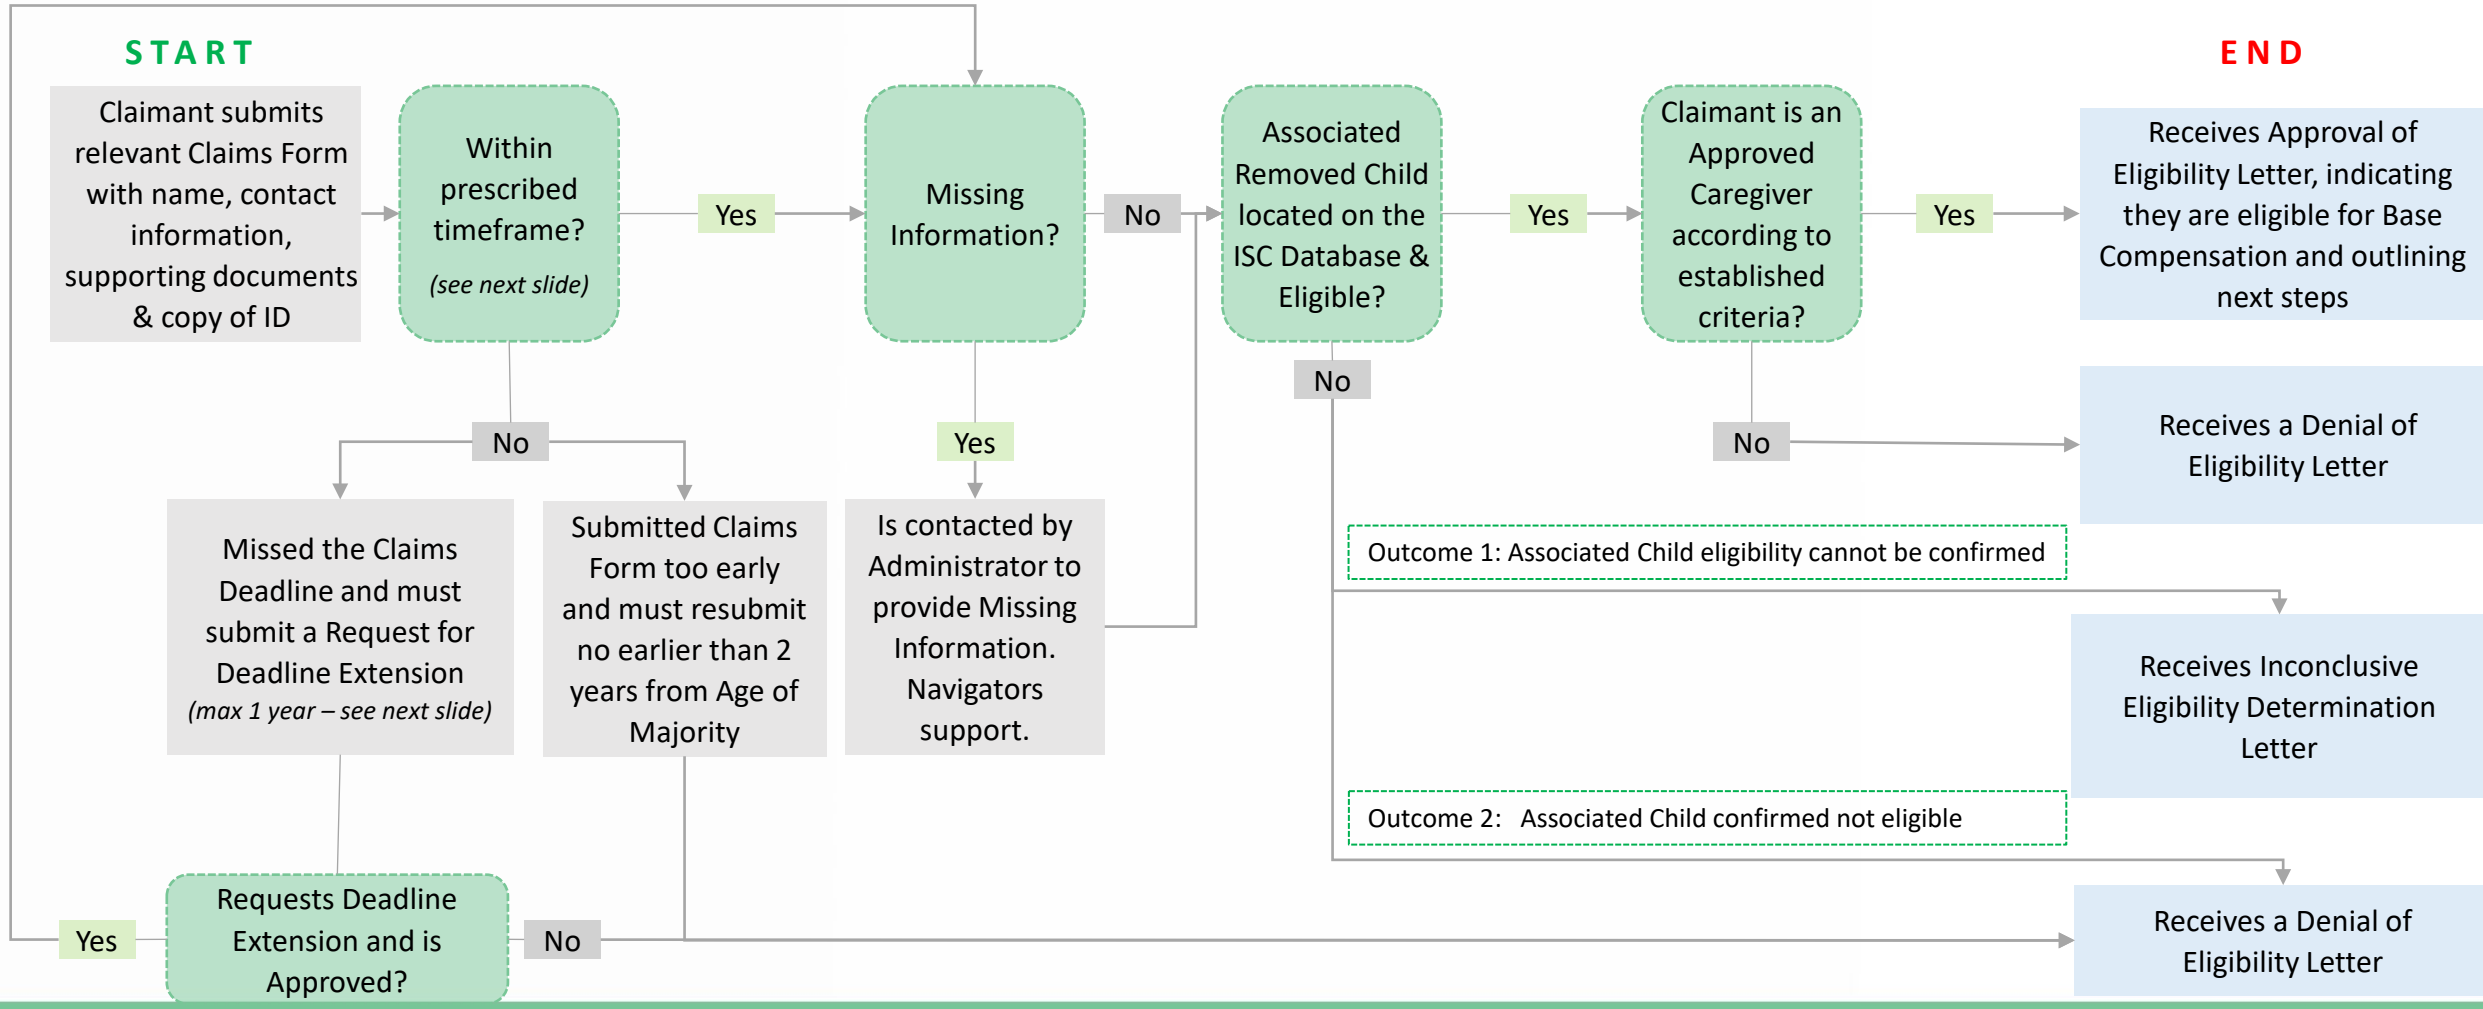 START
END
Claimant submits
relevant Claims Form
with name, contact
information,
supporting documents
& copy of ID
Within
prescribed
timeframe?
(see next slide)
Yes
Missing
Information?
No
Associated
Removed Child
located on the
ISC Database &
Eligible?
Yes
Claimant is an
Approved
Caregiver
according to
established
criteria?
Yes
Receives Approval of
Eligibility Letter, indicating
they are eligible for Base
Compensation and outlining
next steps
No
No
Yes
No
Receives a Denial of
Eligibility Letter
Missed the Claims
Deadline and must
submit a Request for
Deadline Extension
(max 1 year – see next slide)
Submitted Claims
Form too early
and must resubmit
no earlier than 2
years from Age of
Majority
Is contacted by
Administrator to
provide Missing
Information.
Navigators
support.
Outcome 1: Associated Child eligibility cannot be confirmed
Receives Inconclusive
Eligibility Determination
Letter
Outcome 2: Associated Child confirmed not eligible
Yes
Requests Deadline
Extension and is
Approved?
No
Receives a Denial of
Eligibility Letter